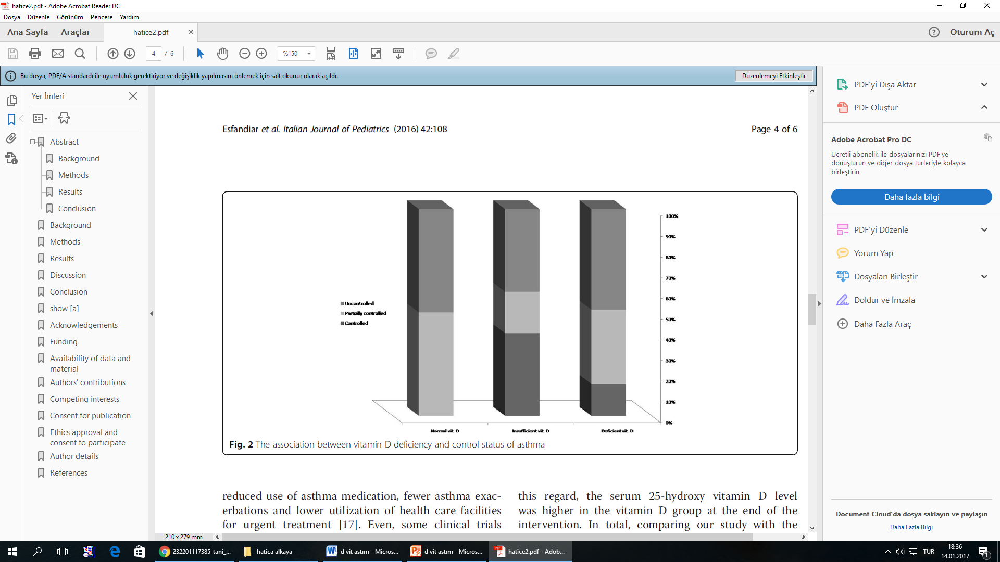 hatice2.pdf - Adobe Acrobat Reader DC
Dosya Düzenle Görünüm Pencere Yardım
Ana Sayfa Araçlar hatice2.pdf Oturum Aç
4 / 6 %150
Bu dosya, PDF/A standardı ile uyumluluk gerektiriyor ve değişiklik yapılmasını önlemek için salt okunur olarak açıldı. Düzenlemeyi Etkinleştir
Yer İmleri
Abstract
Background
Methods
Results
Conclusion
Background
Methods
Results
Discussion
Conclusion
show [a]
Acknowledgements
Funding
Availability of data and
material
Authors' contributions
Competing interests
Consent for publication
Ethics approval and
consent to participate
Author details
References
Esfandiar et al. Italian Journal of Pediatrics (2016) 42:108 Page 4 of 6
Uncontrolled
Partially controlled
Controlled
100%
90%
80%
70%
60%
50%
40%
30%
20%
10%
0%
Normal vit. D Insufficient vit. D Deficient vit. D
Fig. 2 The association between vitamin D deficiency and control status of asthma
reduced use of asthma medication, fewer asthma exac-
erbations and lower utilization of health care facilities
for urgent treatment [17]. Even, some clinical trials
this regard, the serum 25-hydroxy vitamin D level
was higher in the vitamin D group at the end of the
intervention. In total, comparing our study with the
210 x 279 mm
PDF'yi Dışa Aktar
PDF Oluştur
Adobe Acrobat Pro DC
Ücretli abonelik ile dosyalarınızı PDF'ye
dönüştürün ve diğer dosya türleriyle kolayca
birleştirin
Daha fazla bilgi
PDF'yi Düzenle
Yorum Yap
Dosyaları Birleştir
Doldur ve İmzala
Daha Fazla Araç
Document Cloud'da dosya saklayın ve paylaşın
Daha Fazla Bilgi
232201117385-tani_... hatica alkaya d vit astım - Micros... d vit astım - Micros... hatice2.pdf - Adob... TUR 18:36
14.01.2017
1